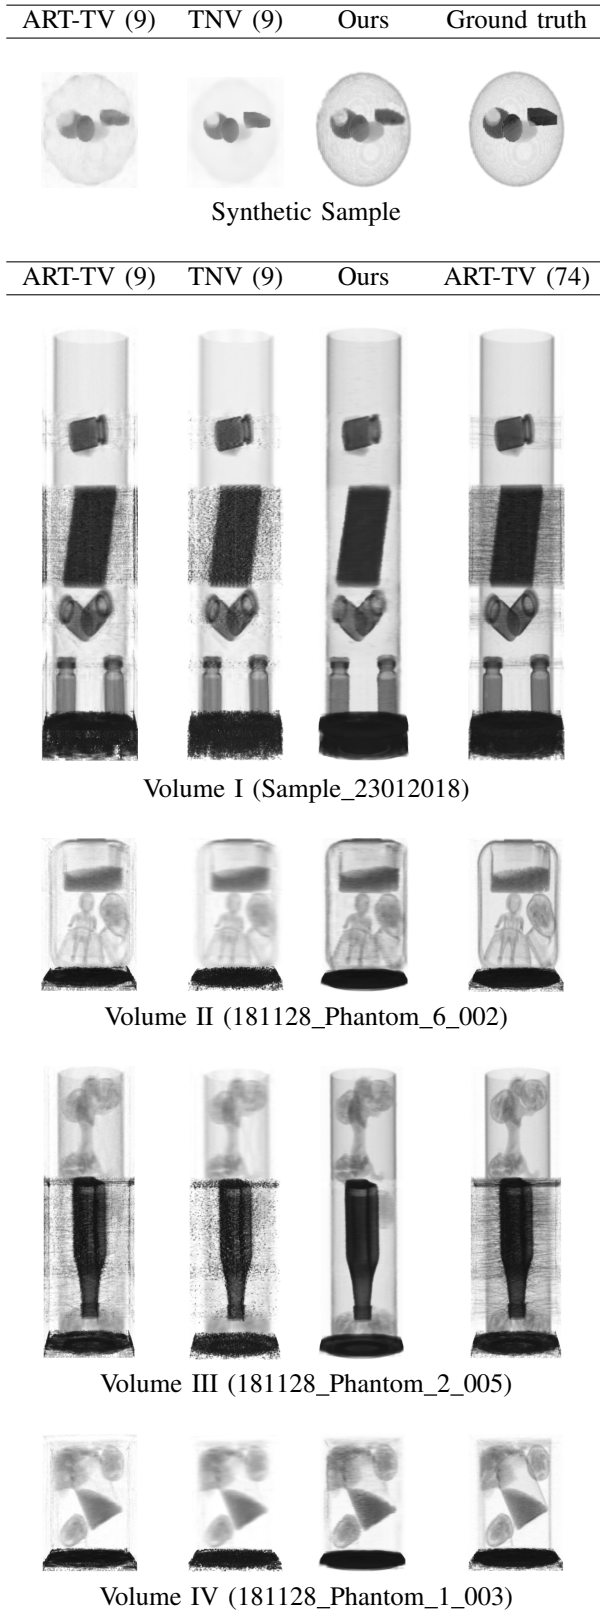 ART-TV (9) TNV (9) Ours Ground truth
Synthetic Sample
ART-TV (9) TNV (9) Ours ART-TV (74)
Volume I (Sample_23012018)
Volume II (181128_Phantom_6_002)
Volume III (181128_Phantom_2_005)
Volume IV (181128_Phantom_1_003)